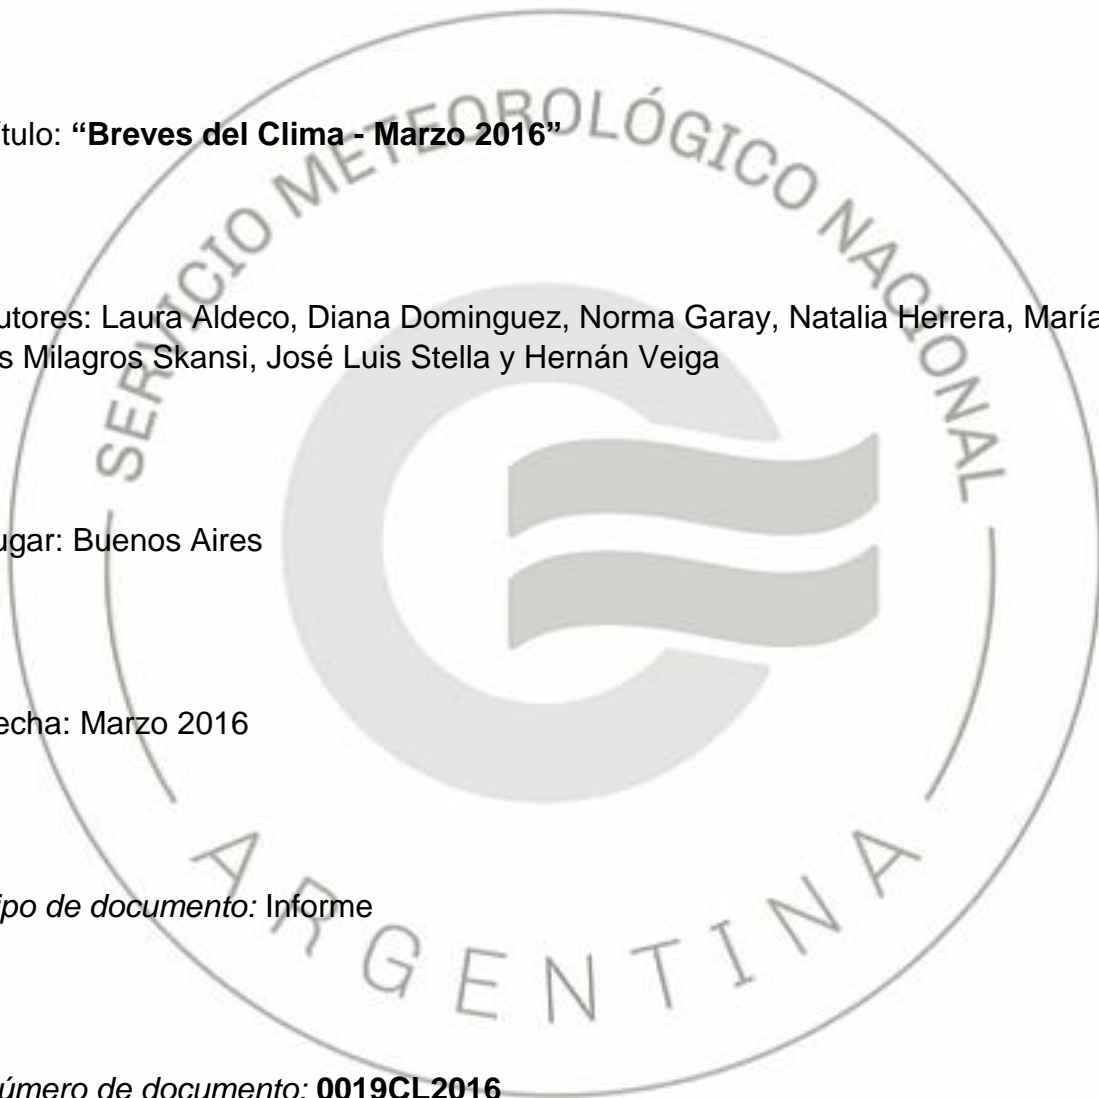 ítulo: “Breves del Clima - Marzo 2016”
SERVICIO METEOROLÓGICO NACIONAL
utores: Laura Aldeco, Diana Dominguez, Norma Garay, Natalia Herrera, María
s Milagros Skansi, José Luis Stella y Hernán Veiga
ugar: Buenos Aires
echa: Marzo 2016
ipo de documento: Informe
ARGENTINA
úmero de documento: 0019CL2016